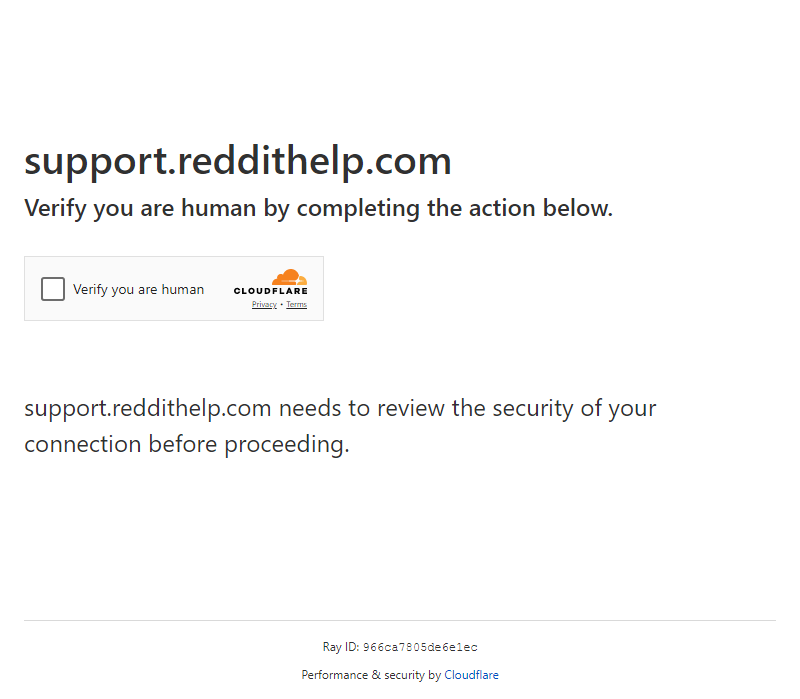 support.reddithelp.com
Verify you are human by completing the action below.
Verify you are human
CLOUDFLARE
Privacy • Terms
support.reddithelp.com needs to review the security of your
connection before proceeding.
Ray ID: 966ca7805de6e1ec
Performance & security by Cloudflare